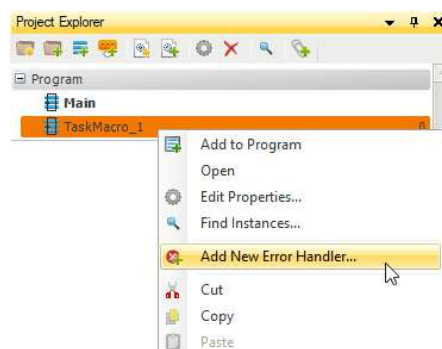 Project Explorer
Program
Main
TaskMacro_1 0
Add to Program
Open
Edit Properties...
Find Instances...
Add New Error Handler...
Cut
Copy
Paste